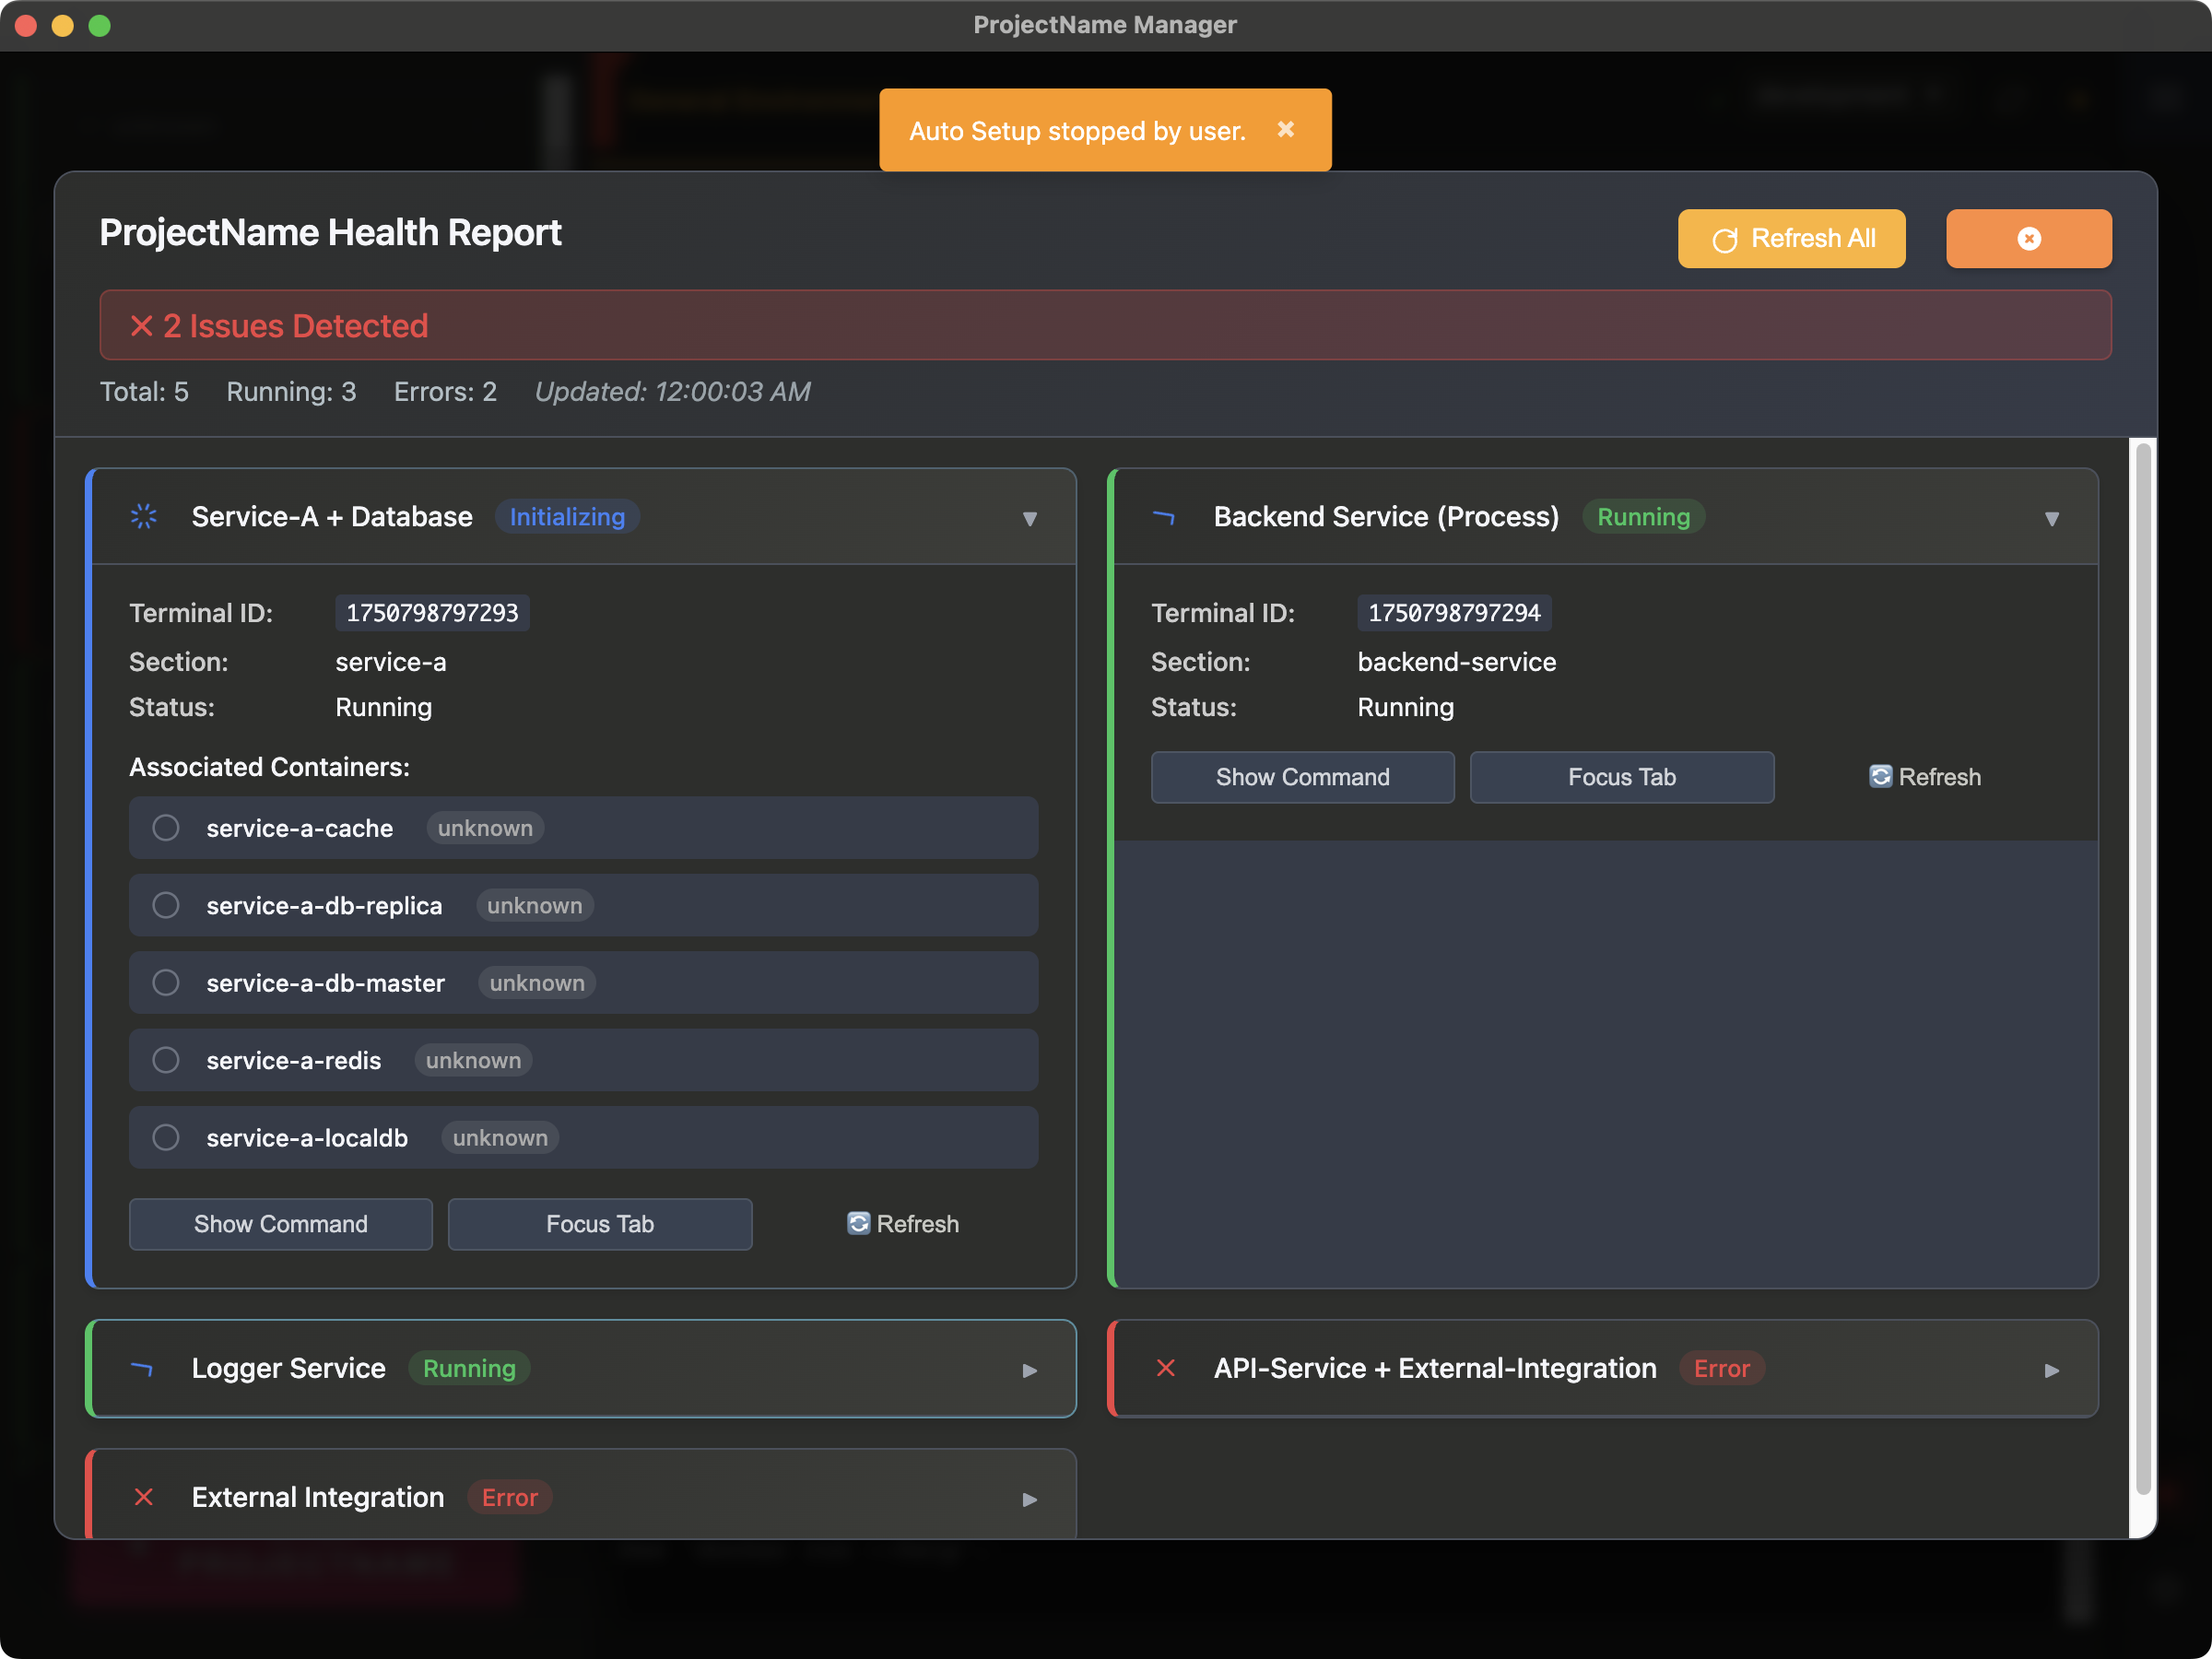 ProjectName Manager
Auto Setup stopped by user. ✖
ProjectName Health Report
Refresh All
✕ 2 Issues Detected
Total: 5 Running: 3 Errors: 2 Updated: 12:00:03 AM
Service-A + Database Initializing ▼
Terminal ID: 1750798797293
Section: service-a
Status: Running
Associated Containers:
service-a-cache unknown
service-a-db-replica unknown
service-a-db-master unknown
service-a-redis unknown
service-a-localdb unknown
Show Command Focus Tab 🔄 Refresh
Backend Service (Process) Running ▼
Terminal ID: 1750798797294
Section: backend-service
Status: Running
Show Command Focus Tab 🔄 Refresh
Logger Service Running ▶
✕ API-Service + External-Integration Error ▶
✕ External Integration Error ▶